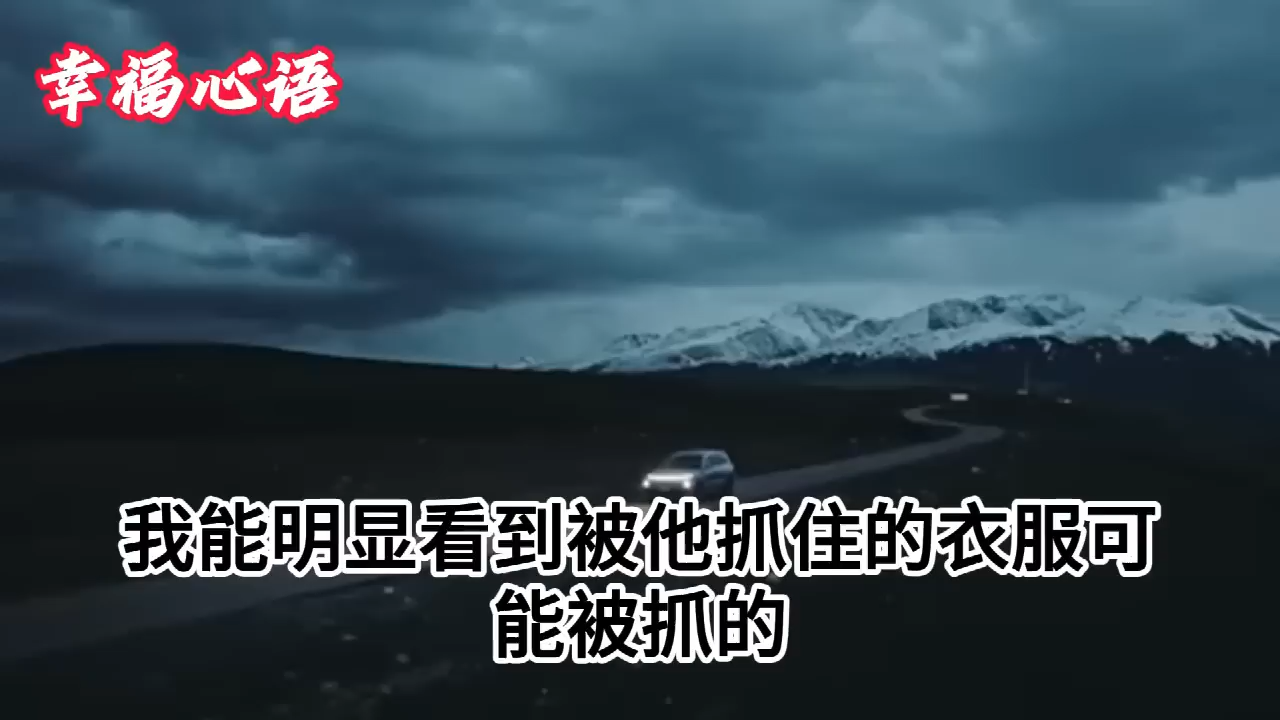 幸福心语
我能明显看到被他抓住的衣服可
能被抓的